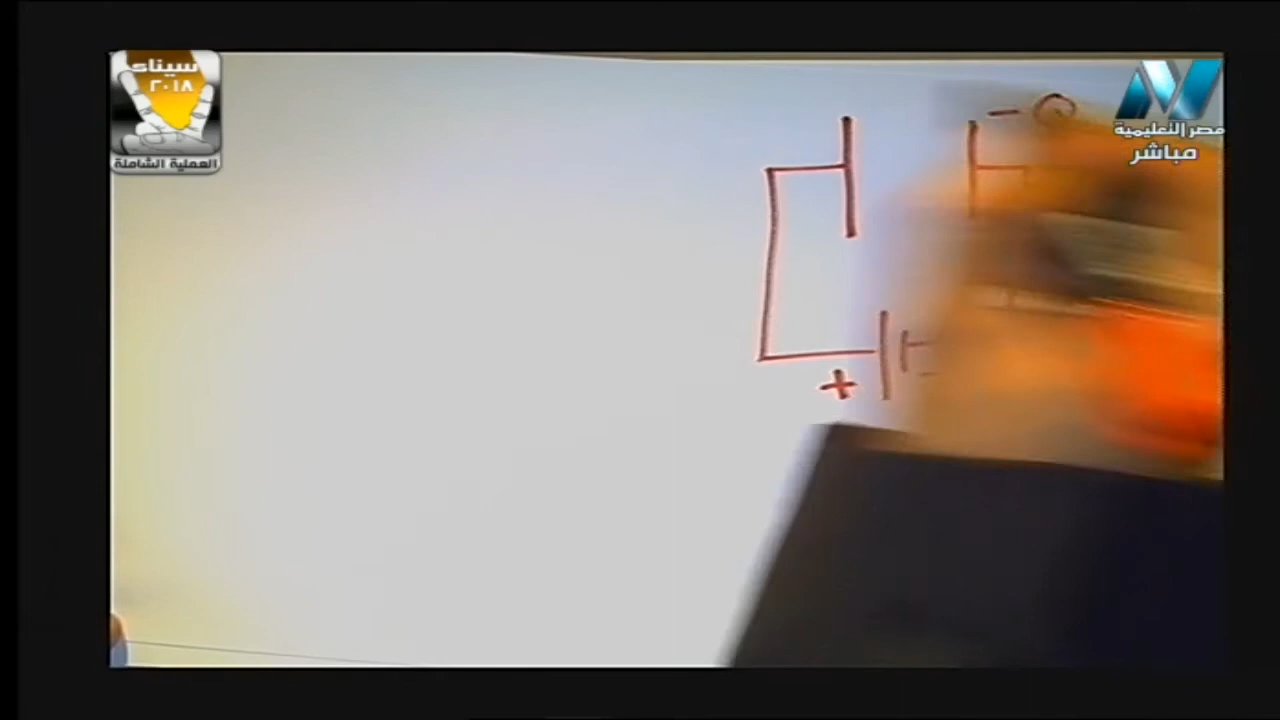 سيناء
٢٠١٨
العملية الشاملة
مصر التعليمية
مباشر
- Q
+